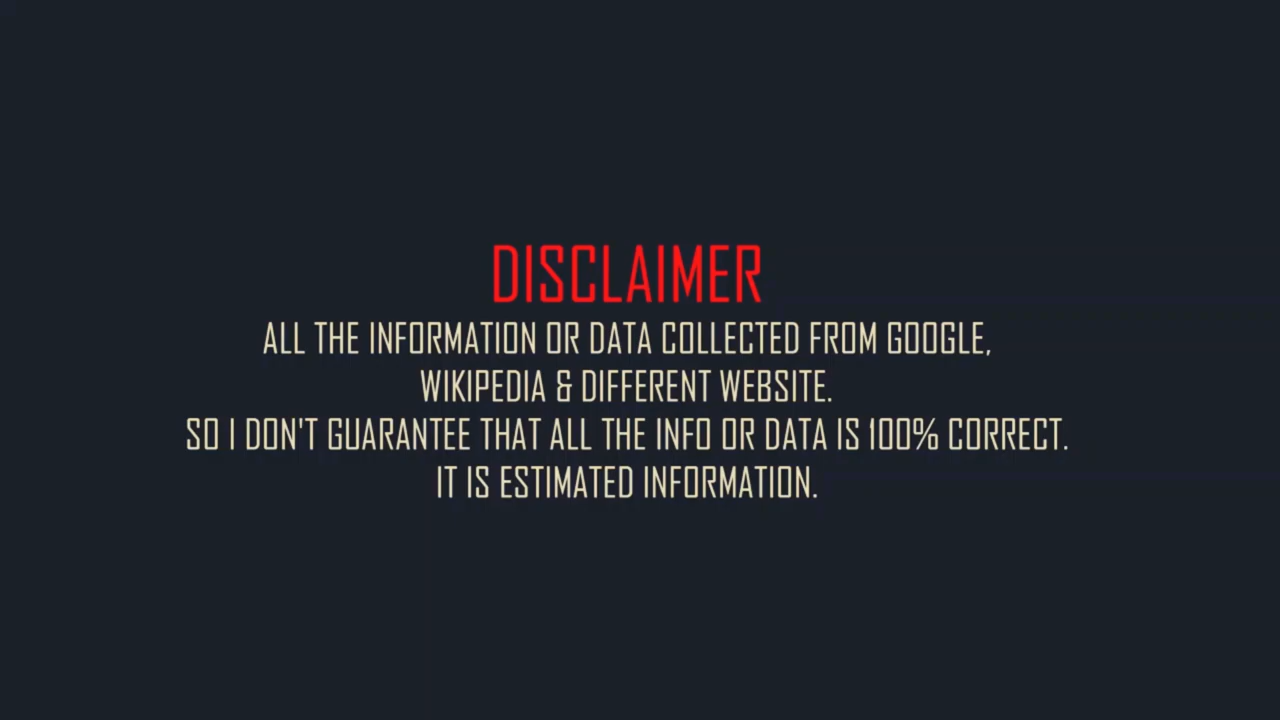 DISCLAIMER
ALL THE INFORMATION OR DATA COLLECTED FROM GOOGLE,
WIKIPEDIA & DIFFERENT WEBSITE.
SO I DON'T GUARANTEE THAT ALL THE INFO OR DATA IS 100% CORRECT.
IT IS ESTIMATED INFORMATION.